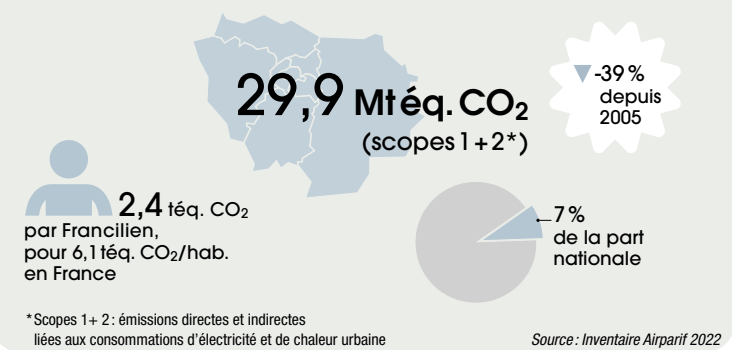 29,9 Mt éq. CO₂
(scopes 1 + 2*)
-39 %
depuis
2005
2,4 téq. CO₂
par Francilien,
pour 6,1 téq. CO₂/hab.
en France
7 %
de la part
nationale
*Scopes 1+ 2 : émissions directes et indirectes
liées aux consommations d’électricité et de chaleur urbaine
Source : Inventaire Airparif 2022